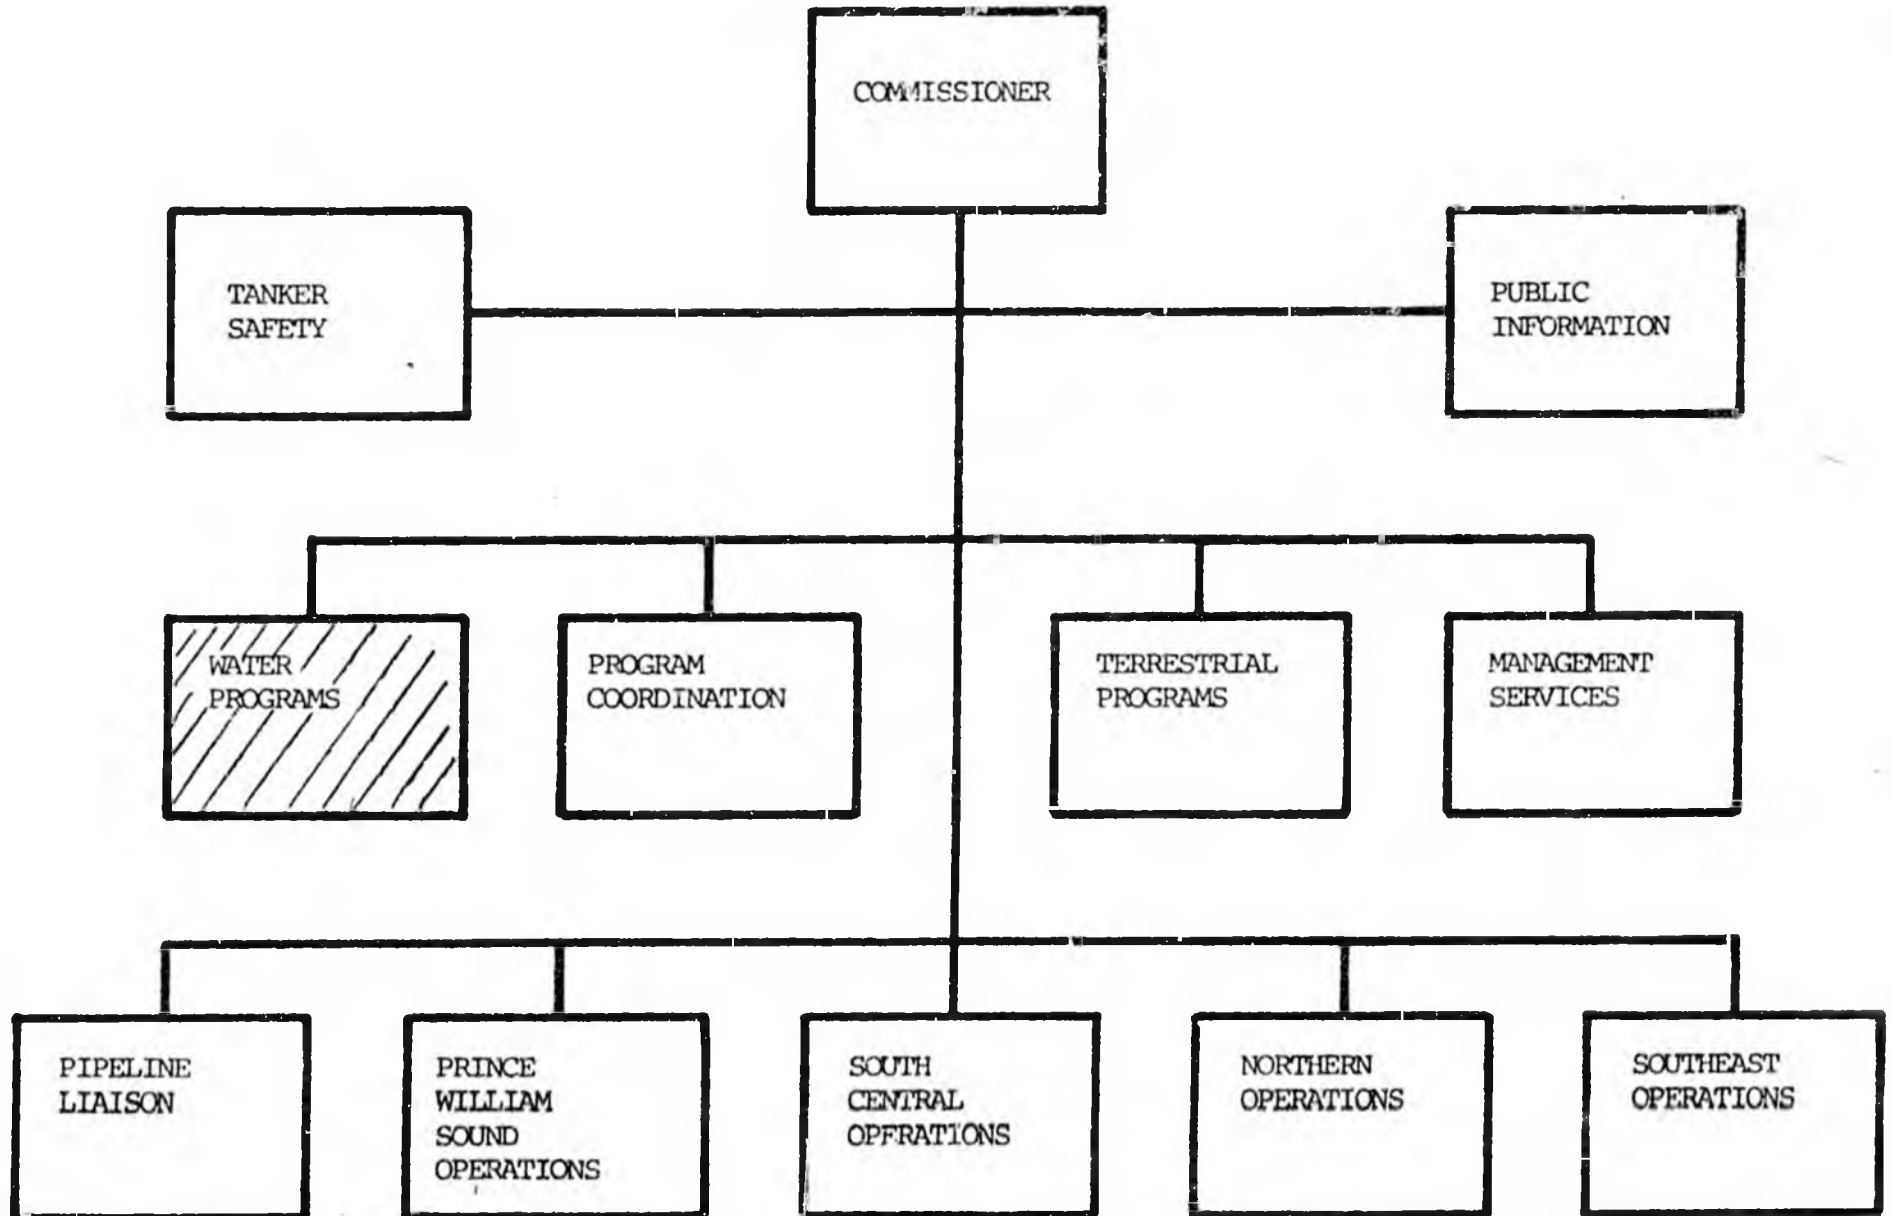 COMMISSIONER
TANKER
SAFETY
PUBLIC
INFORMATION
WATER
PROGRAMS
PROGRAM
COORDINATION
TERRESTRIAL
PROGRAMS
MANAGEMENT
SERVICES
PIPELINE
LIAISON
PRINCE
WILLIAM
SOUND
OPERATIONS
SOUTH
CENTRAL
OPERATIONS
NORTHERN
OPERATIONS
SOUTHEAST
OPERATIONS